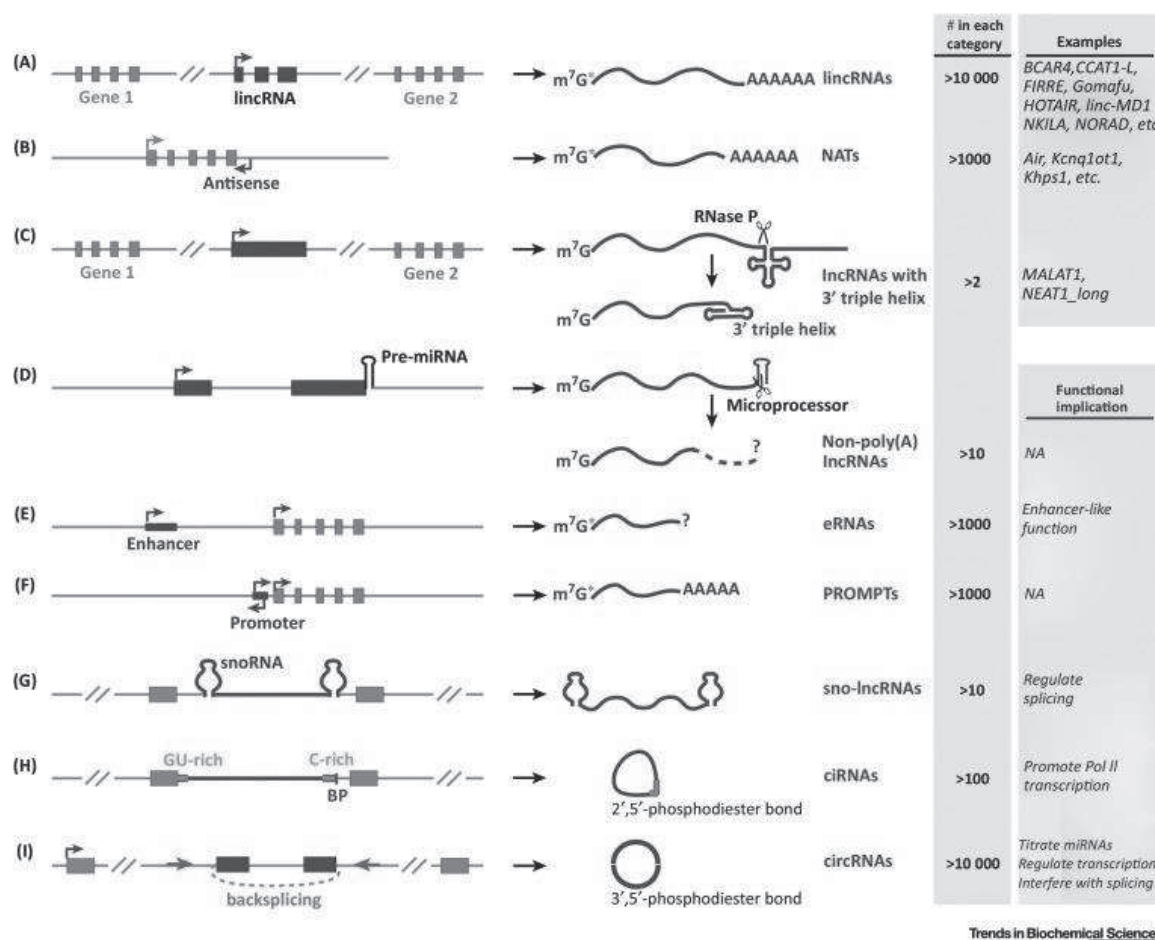 # in each
category
Examples
(A)
Gene 1
lincRNA
Gene 2
m⁷G* AAAAAA lincRNAs
>10 000
BCAR4,CCAT1-L,
FIRRE, Gomafu,
HOTAIR, linc-MD1
NKILA, NORAD, etc
(B)
Antisense
m⁷G* AAAAAA NATs
>1000
Air, Kcnq1ot1,
Khps1, etc.
(C)
Gene 1
Gene 2
RNase P
m⁷G
lncRNAs with
3′ triple helix
>2
MALAT1,
NEAT1_long
m⁷G
3′ triple helix
(D)
Pre-miRNA
m⁷G
Microprocessor
m⁷G ?
Non-poly(A)
lncRNAs
>10
Functional
implication
NA
(E)
Enhancer
m⁷G* ?
eRNAs
>1000
Enhancer-like
function
(F)
Promoter
m⁷G* AAAAA
PROMPTs
>1000
NA
(G)
snoRNA
sno-lncRNAs
>10
Regulate
splicing
(H)
GU-rich
C-rich
BP
2′,5′-phosphodiester bond
ciRNAs
>100
Promote Pol II
transcription
(I)
backsplicing
3′,5′-phosphodiester bond
circRNAs
>10 000
Titrate miRNAs
Regulate transcription
Interfere with splicing
Trends in Biochemical Science